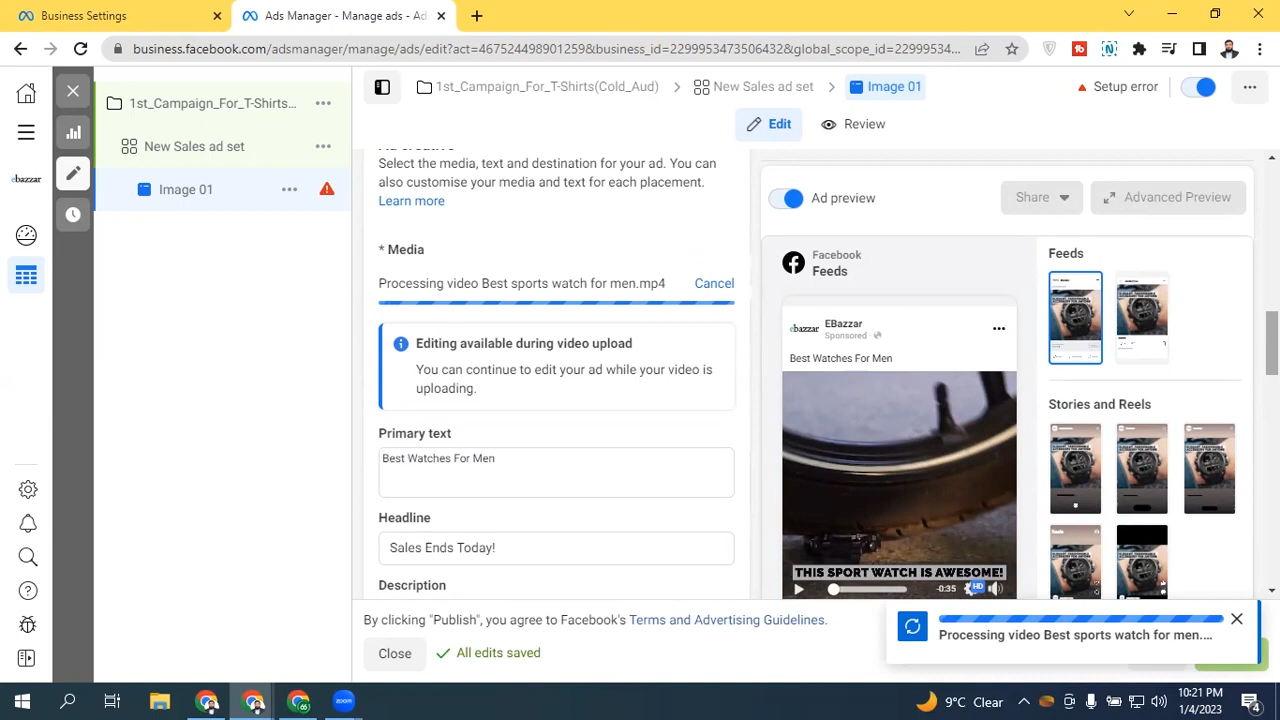 Business Settings
Ads Manager - Manage ads - Ad
business.facebook.com/adsmanager/manage/ads/edit?act=467524498901259&business_id=2299953473506432&global_scope_id=22999534...
1st_Campaign_For_T-Shirts...
New Sales ad set
Image 01
ebazzar
1st_Campaign_For_T-Shirts(Cold_Aud)
New Sales ad set
Image 01
Setup error
Edit
Review
Select the media, text and destination for your ad. You can
also customise your media and text for each placement.
Learn more
* Media
Processing video Best sports watch for men.mp4
Cancel
Editing available during video upload
You can continue to edit your ad while your video is
uploading.
Primary text
Best Watches For Men
Headline
Sales Ends Today!
Description
Ad preview
Share
Advanced Preview
Facebook
Feeds
ebazzar
EBazzar
Sponsored
Best Watches For Men
THIS SPORT WATCH IS AWESOME!
-0:35
HD
Feeds
Stories and Reels
By clicking "Publish", you agree to Facebook's Terms and Advertising Guidelines.
Close
All edits saved
Processing video Best sports watch for men....
zoom
9°C Clear
10:21 PM
1/4/2023
4